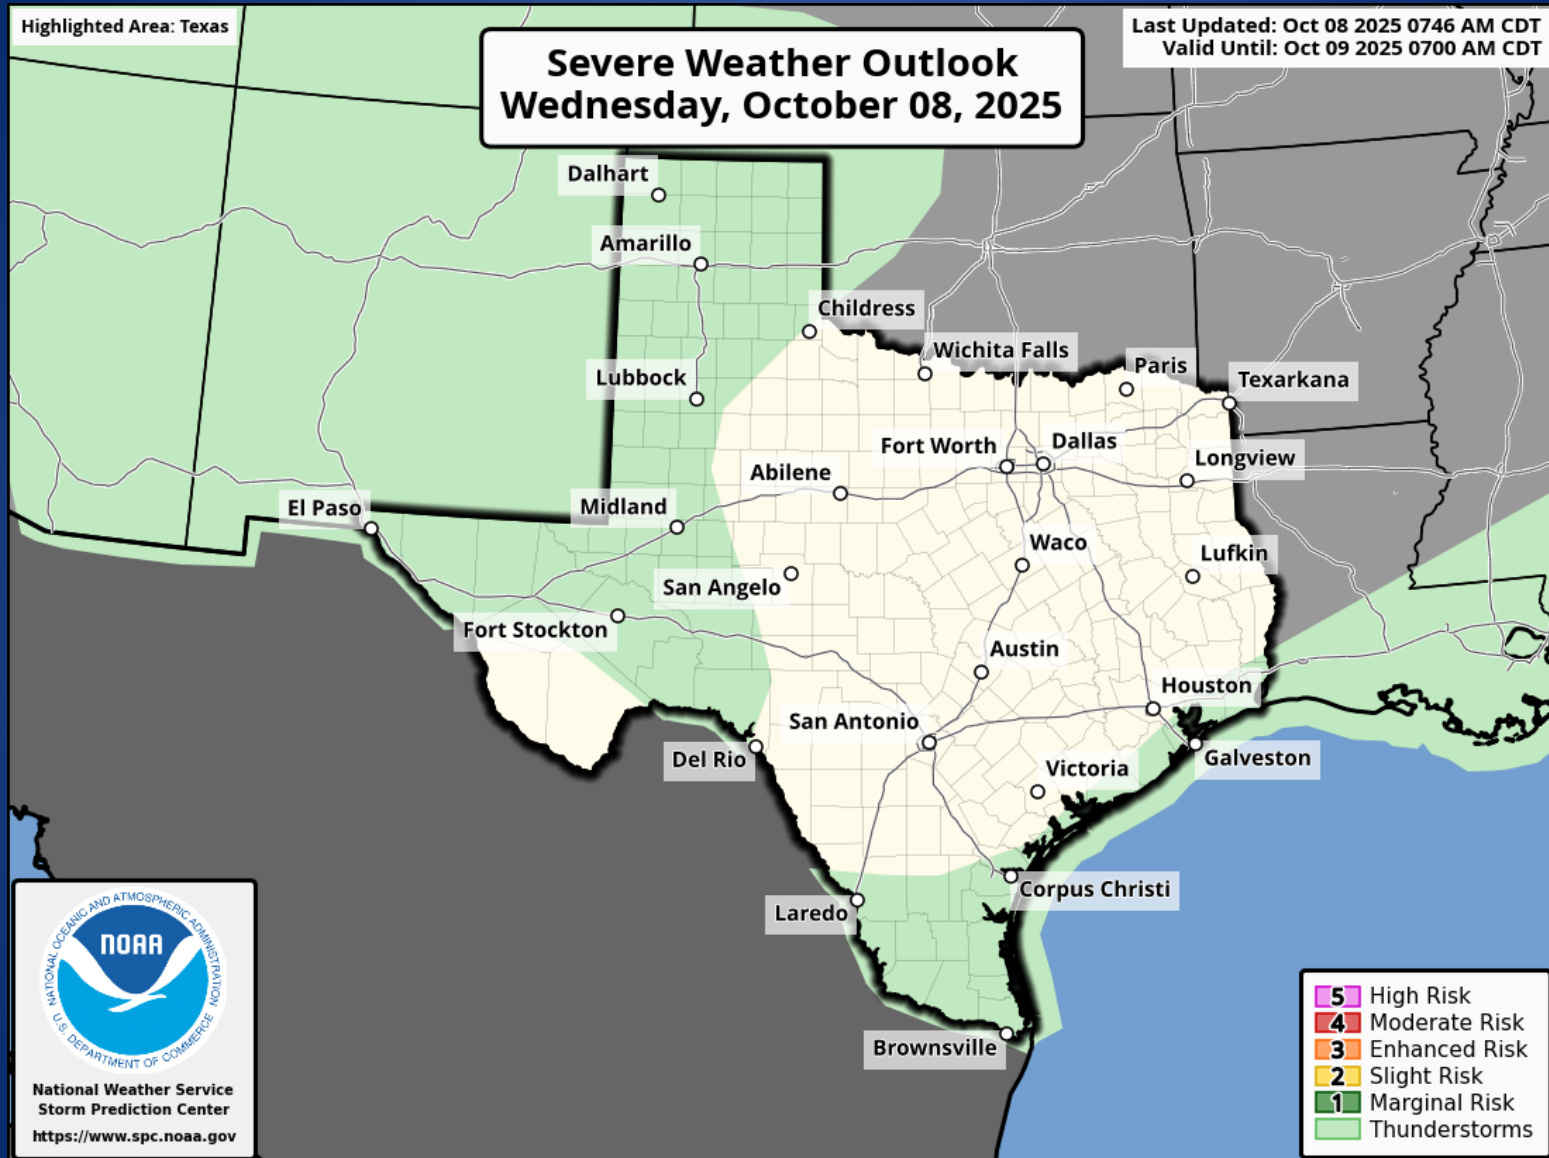 Highlighted Area: Texas
Last Updated: Oct 08 2025 0746 AM CDT
Valid Until: Oct 09 2025 0700 AM CDT
Severe Weather Outlook
Wednesday, October 08, 2025
Dalhart
Amarillo
Childress
Wichita Falls
Paris
Texarkana
Lubbock
Fort Worth
Dallas
Longview
Abilene
El Paso
Midland
Waco
Lufkin
San Angelo
Fort Stockton
Austin
Houston
San Antonio
Del Rio
Galveston
Victoria
Corpus Christi
Laredo
Brownsville
NATIONAL OCEANIC AND ATMOSPHERIC ADMINISTRATION
NOAA
U.S. DEPARTMENT OF COMMERCE
National Weather Service
Storm Prediction Center
https://www.spc.noaa.gov
5 High Risk
4 Moderate Risk
3 Enhanced Risk
2 Slight Risk
1 Marginal Risk
Thunderstorms